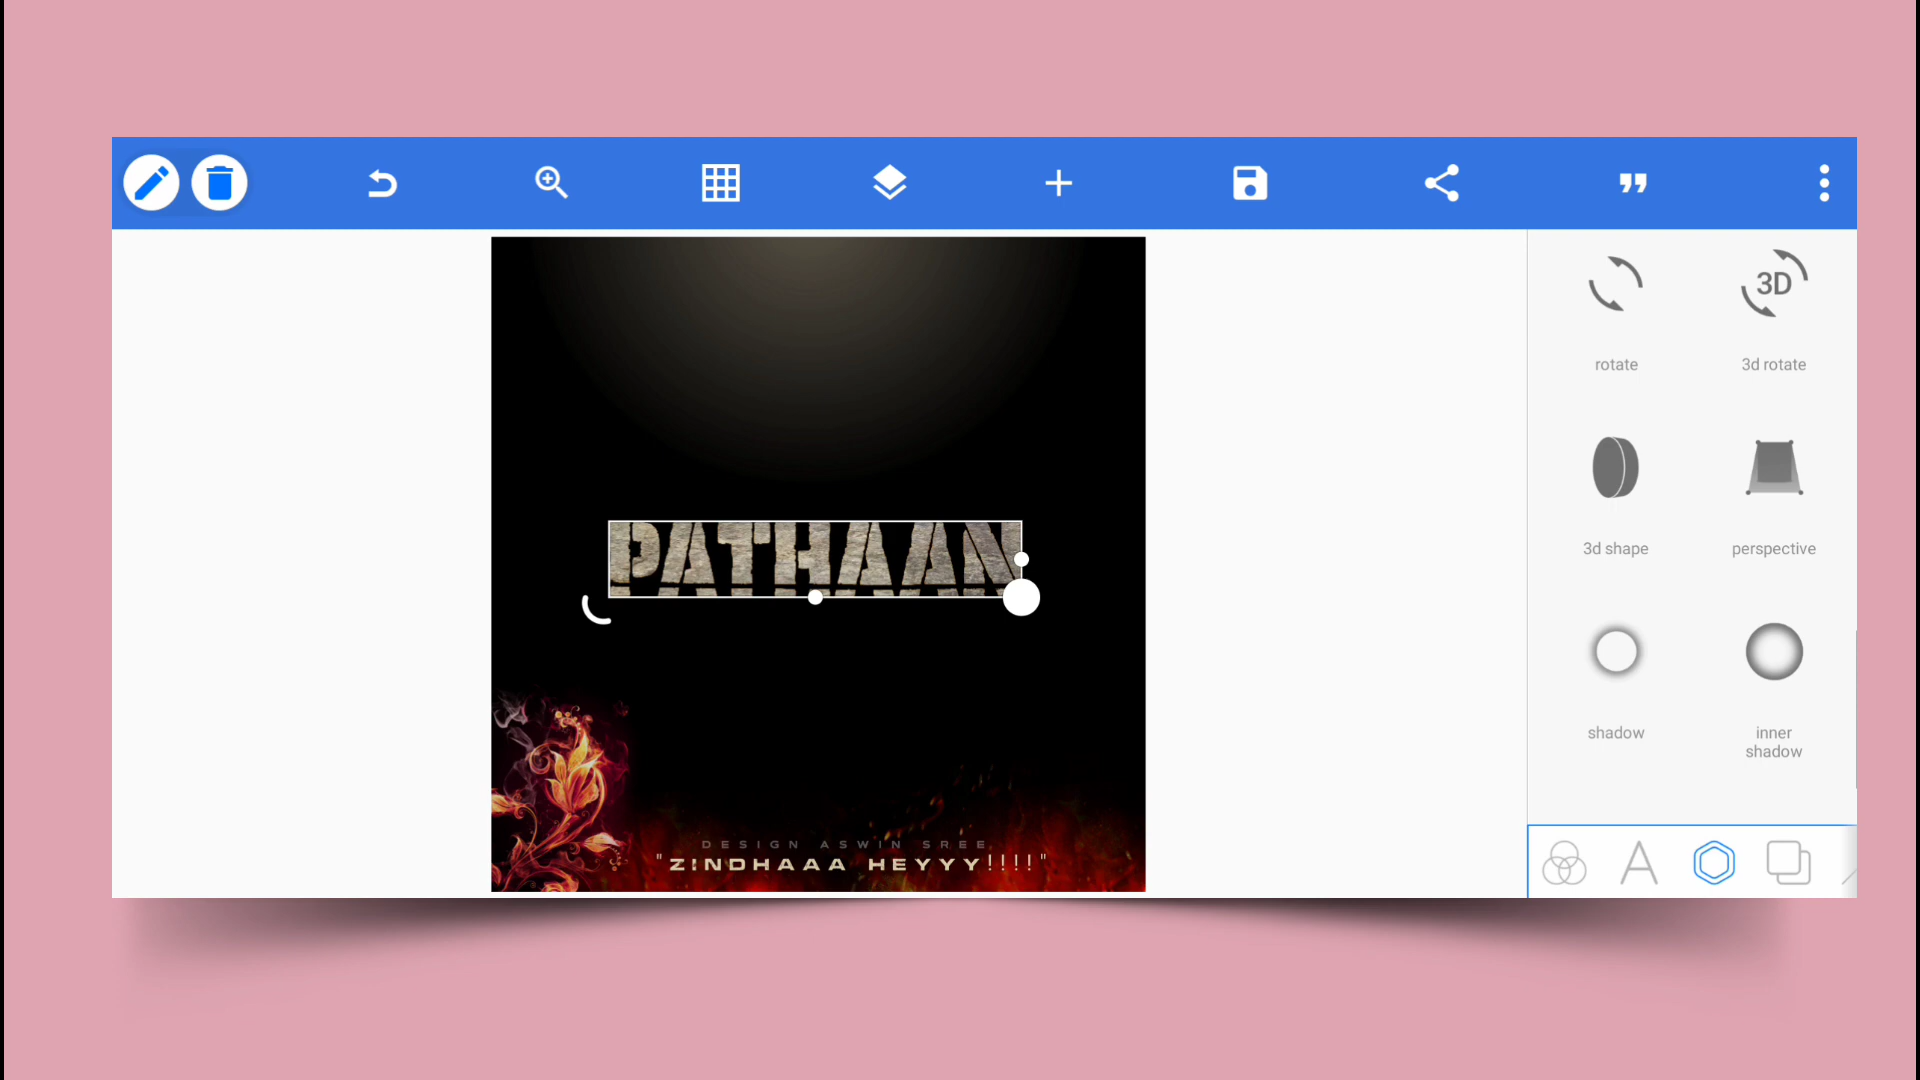 3D
rotate
3d rotate
PATHAAN
3d shape
perspective
shadow
inner
shadow
DESIGN ASWIN SREE
"ZINDHAAA HEYYY!!!!"